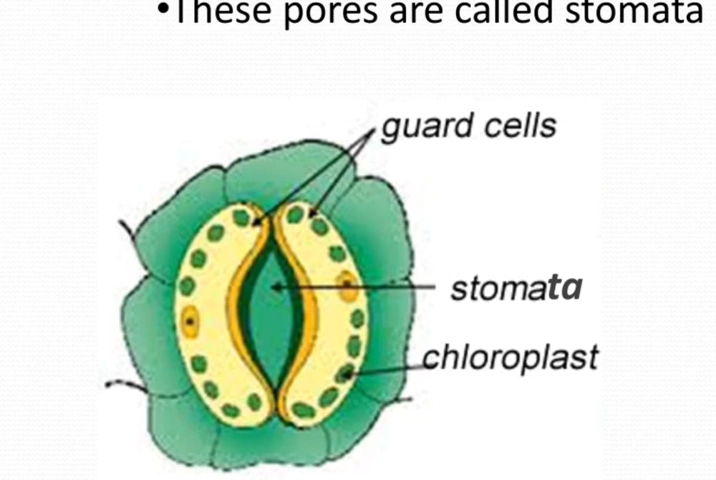 •These pores are called stomata
guard cells
stomata
chloroplast